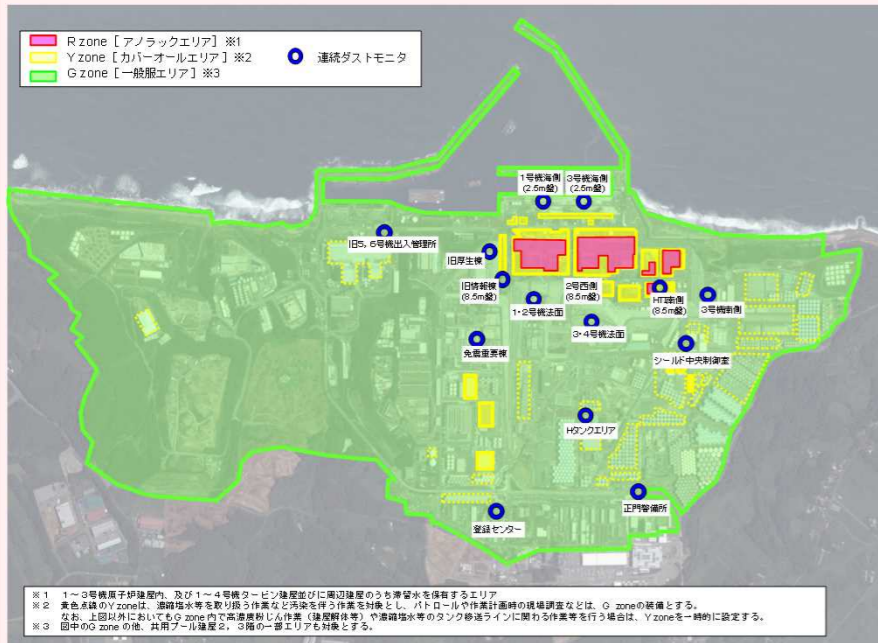 R zone [ アノラックエリア] ※1
Y zone [ カバーオールエリア] ※2
G zone [ 一般服エリア] ※3
連続ダストモニタ
1号機海側
(2.5m盤)
3号機海側
(2.5m盤)
旧5，6号機出入管理所
旧厚生棟
旧情報棟
(8.5m盤)
2号西側
(8.5m盤)
HTI南側
(8.5m盤)
3号機南側
1・2号機法面
3・4号機法面
免震重要棟
シールド中央制御室
Hタンクエリア
登録センター
正門警備所
※1 1～3号機原子炉建屋内、及び1～4号機タービン建屋並びに周辺建屋のうち滞留水を保有するエリア
※2 黄色点線のYzoneは、濃縮塩水等を取り扱う作業など汚染を伴う作業を対象とし、パトロールや作業計画時の現場調査などは、G zoneの装備とする。
なお、上図以外においてもG zone内で高濃度粉じん作業（建屋解体等）や濃縮塩水等のタンク移送ラインに関わる作業等を行う場合は、Yzoneを一時的に設定する。
※3 図中のG zoneの他、共用プール建屋2，3階の一部エリアも対象とする。